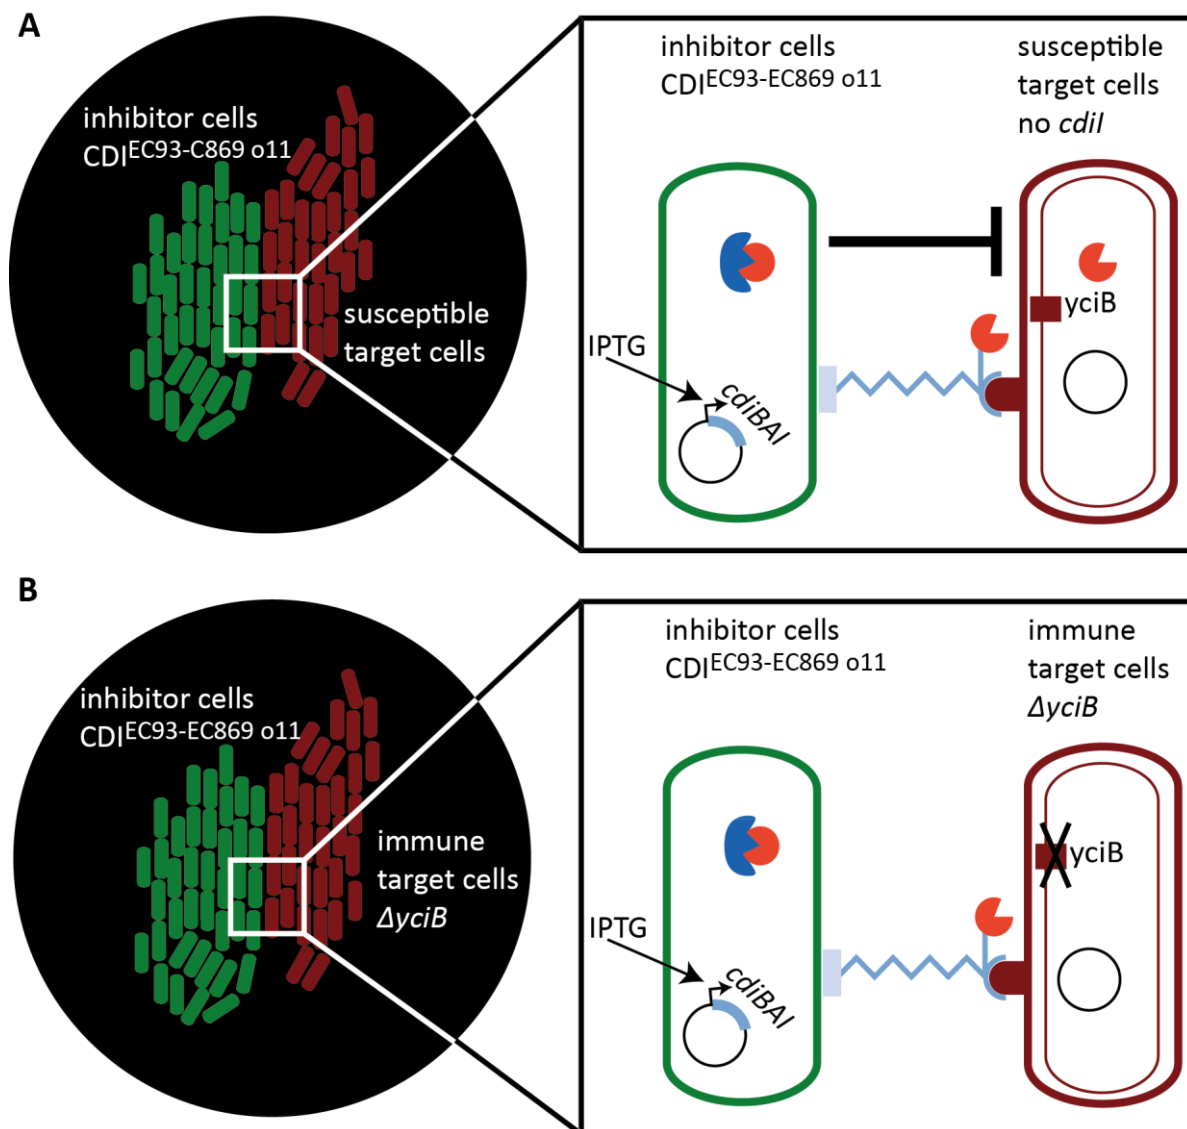 A
inhibitor cells
CDIEC93-C869 o11
susceptible
target cells
inhibitor cells
CDIEC93-EC869 o11
susceptible
target cells
no cdiI
IPTG
cdiBAI
yciB
B
inhibitor cells
CDIEC93-EC869 o11
immune
target cells
ΔyciB
inhibitor cells
CDIEC93-EC869 o11
immune
target cells
ΔyciB
IPTG
cdiBAI
yciB